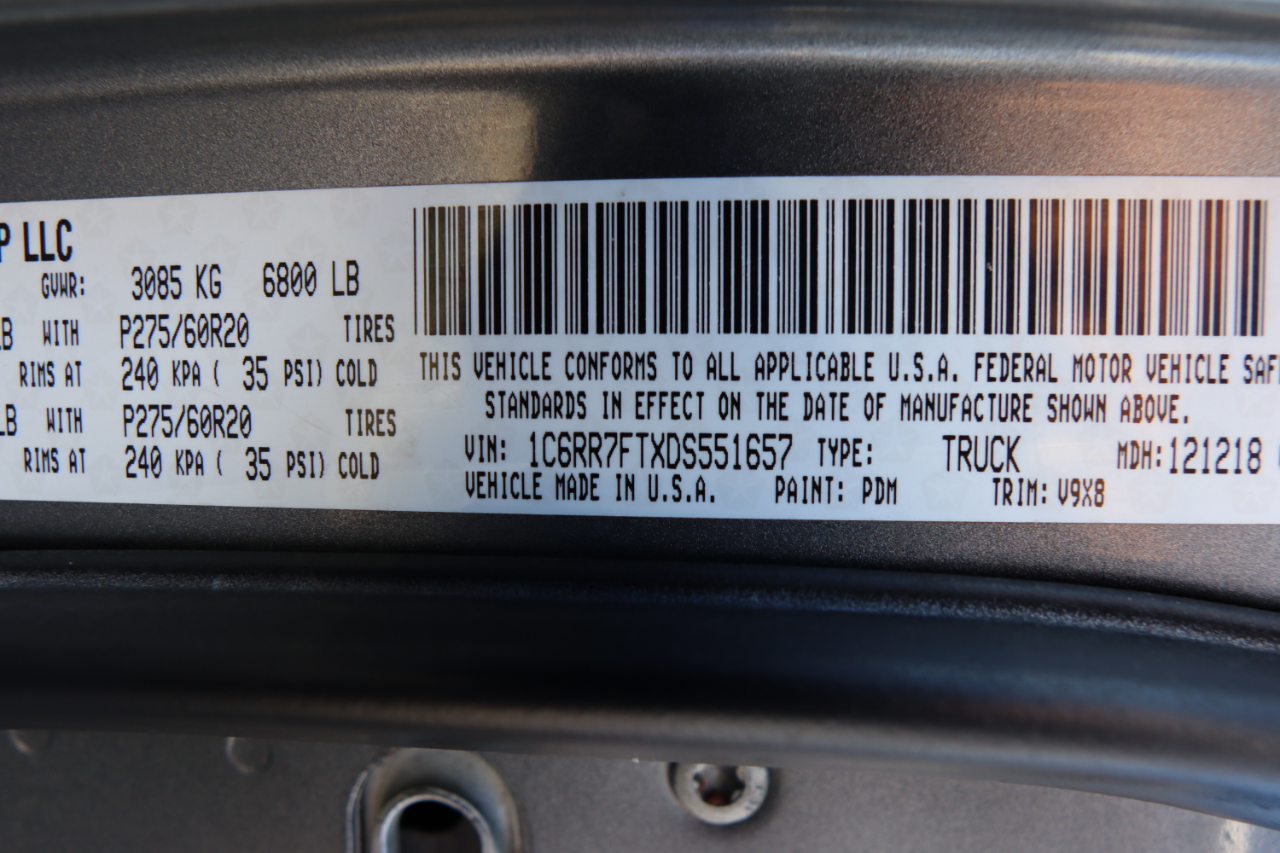 P LLC
GVWR: 3085 KG 6800 LB
LB WITH P275/60R20 TIRES
RIMS AT 240 KPA ( 35 PSI) COLD
LB WITH P275/60R20 TIRES
RIMS AT 240 KPA ( 35 PSI) COLD
THIS VEHICLE CONFORMS TO ALL APPLICABLE U.S.A. FEDERAL MOTOR VEHICLE SAF
STANDARDS IN EFFECT ON THE DATE OF MANUFACTURE SHOWN ABOVE.
VIN: 1C6RR7FTXDS551657 TYPE: TRUCK MDH: 121218
VEHICLE MADE IN U.S.A. PAINT: PDM TRIM: V9X8